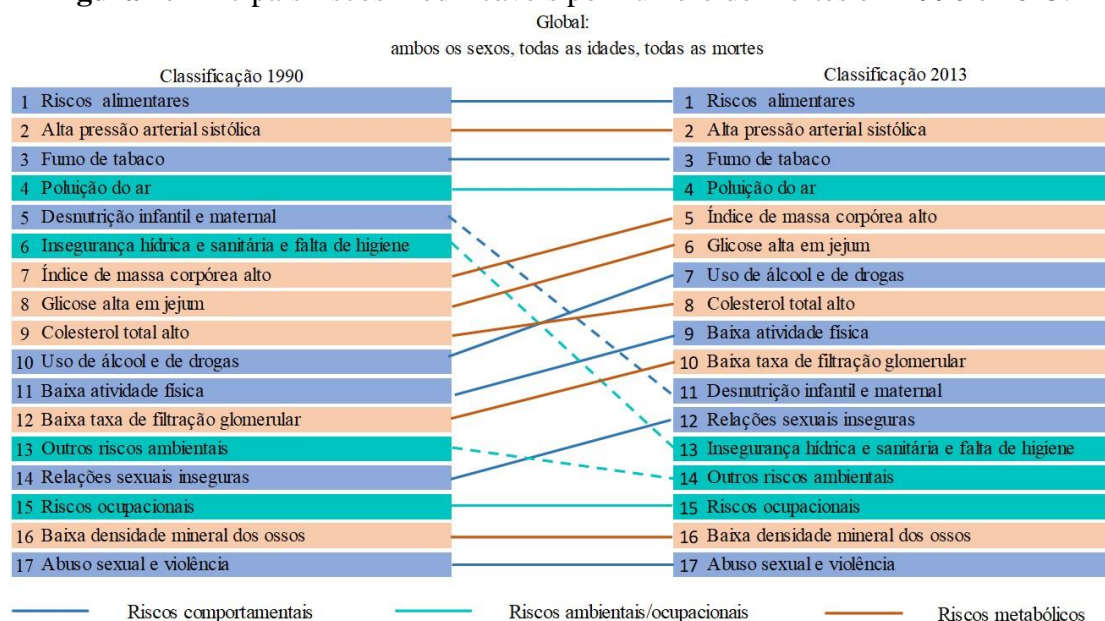 Global:
ambos os sexos, todas as idades, todas as mortes
Classificação 1990
1 Riscos alimentares
2 Alta pressão arterial sistólica
3 Fumo de tabaco
4 Poluição do ar
5 Desnutrição infantil e maternal
6 Insegurança hídrica e sanitária e falta de higiene
7 Índice de massa corpórea alto
8 Glicose alta em jejum
9 Colesterol total alto
10 Uso de álcool e de drogas
11 Baixa atividade física
12 Baixa taxa de filtração glomerular
13 Outros riscos ambientais
14 Relações sexuais inseguras
15 Riscos ocupacionais
16 Baixa densidade mineral dos ossos
17 Abuso sexual e violência
Classificação 2013
1 Riscos alimentares
2 Alta pressão arterial sistólica
3 Fumo de tabaco
4 Poluição do ar
5 Índice de massa corpórea alto
6 Glicose alta em jejum
7 Uso de álcool e de drogas
8 Colesterol total alto
9 Baixa atividade física
10 Baixa taxa de filtração glomerular
11 Desnutrição infantil e maternal
12 Relações sexuais inseguras
13 Insegurança hídrica e sanitária e falta de higiene
14 Outros riscos ambientais
15 Riscos ocupacionais
16 Baixa densidade mineral dos ossos
17 Abuso sexual e violência
Riscos comportamentais
Riscos ambientais/ocupacionais
Riscos metabólicos